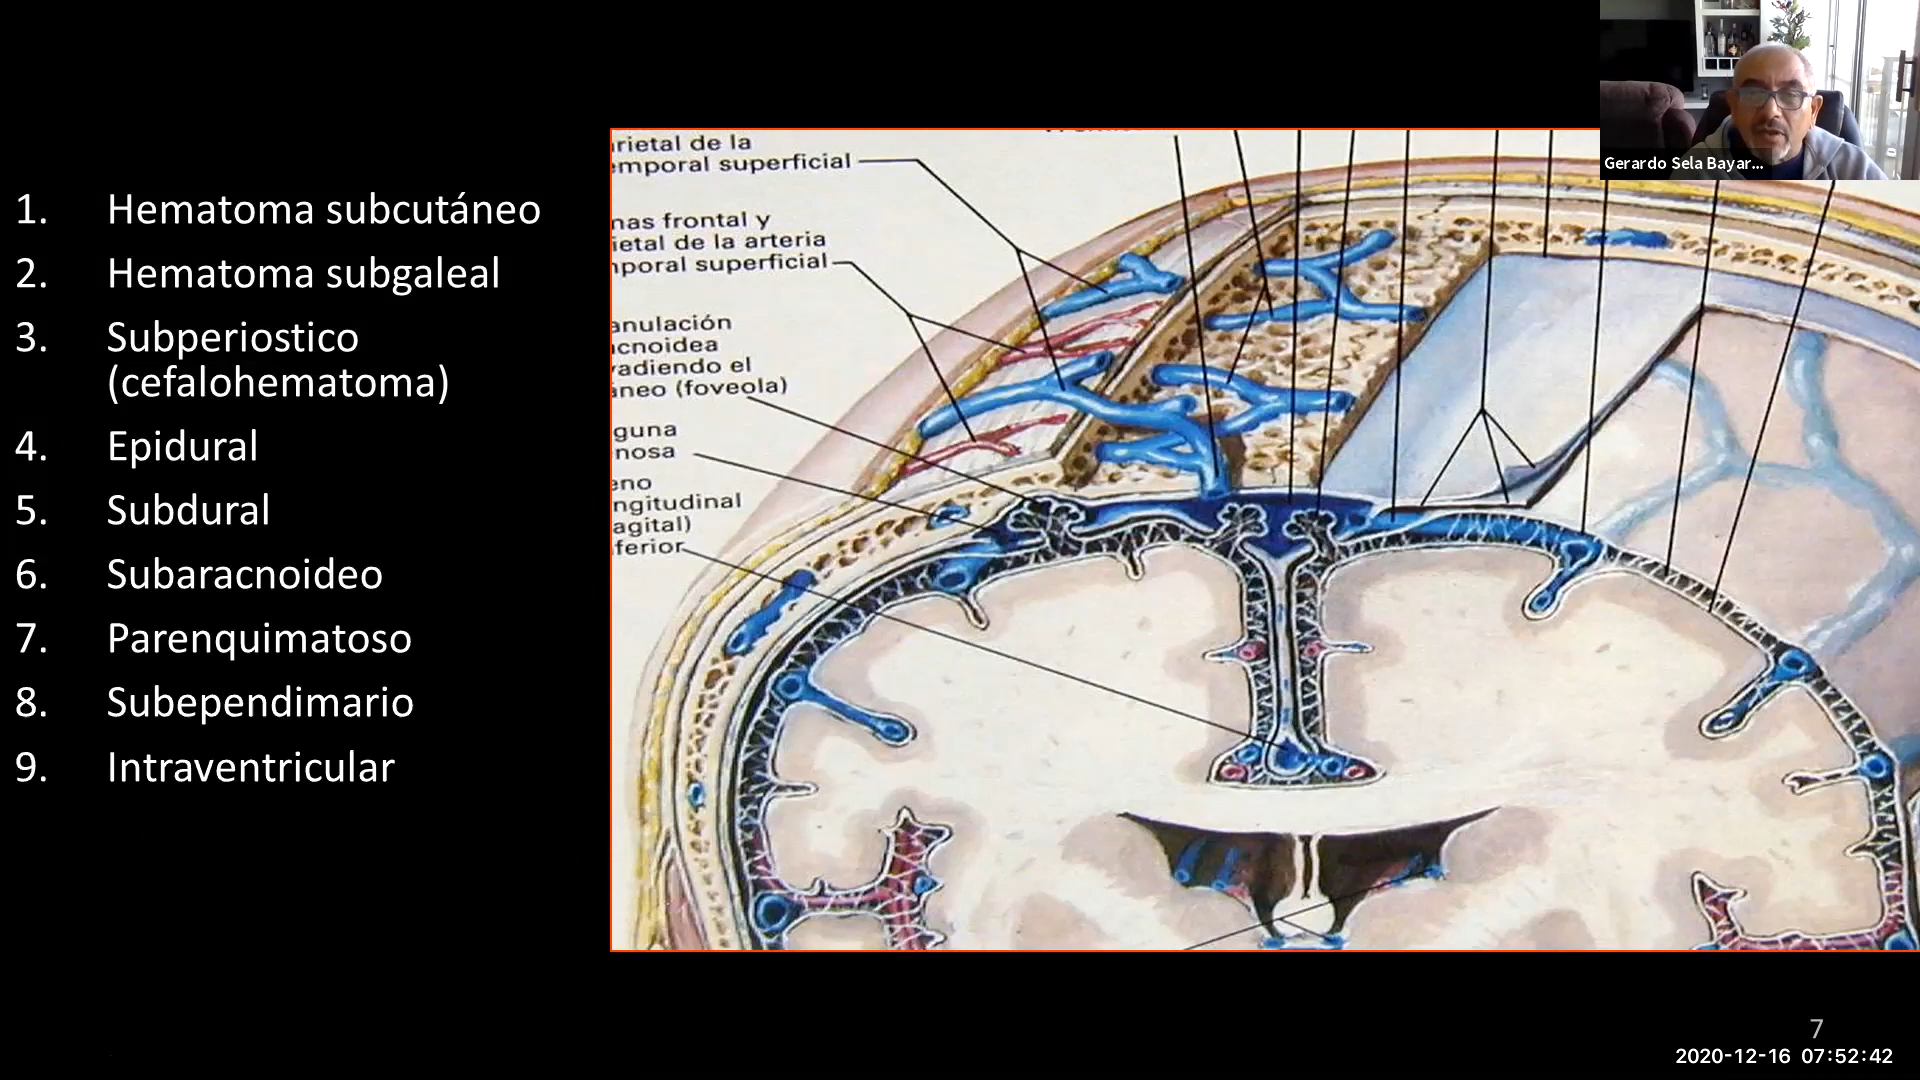 1. Hematoma subcutáneo
2. Hematoma subgaleal
3. Subperiostico
(cefalohematoma)
4. Epidural
5. Subdural
6. Subaracnoideo
7. Parenquimatoso
8. Subependimario
9. Intraventricular
rietal de la
emporal superficial
nas frontal y
ietal de la arteria
nporal superficial
anulación
cnoidea
vadiendo el
áneo (foveola)
guna
nosa
eno
ngitudinal
agital)
ferior
Gerardo Sela Bayar...
7
2020-12-16 07:52:42